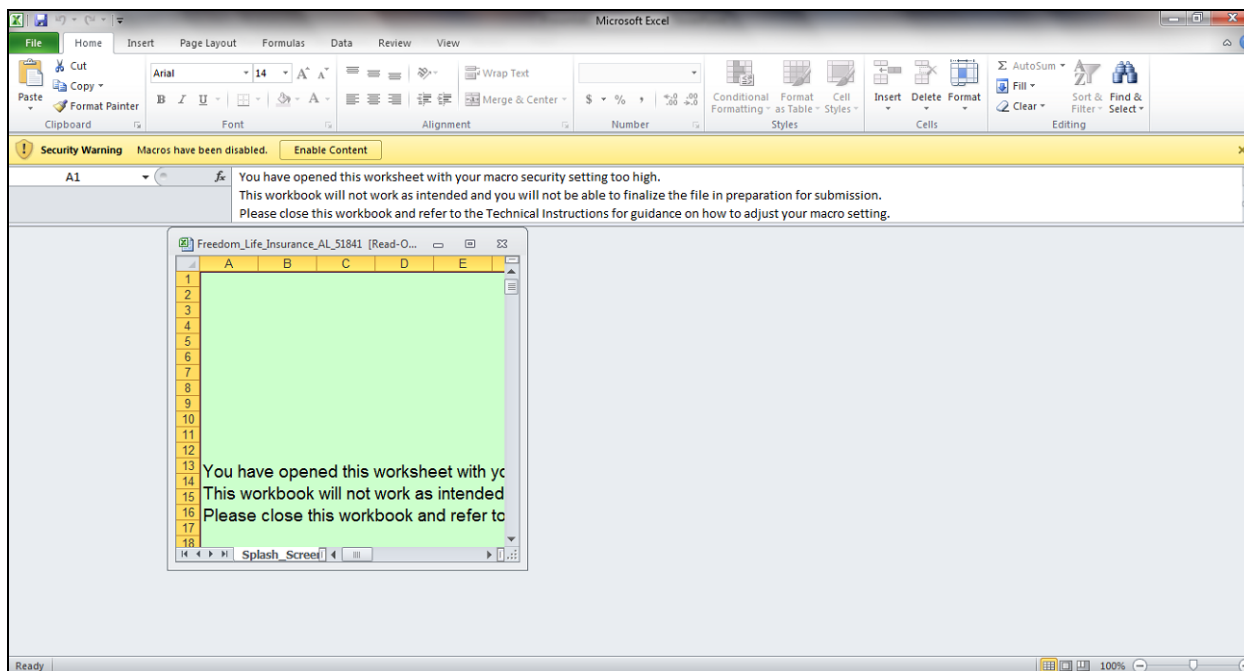 Microsoft Excel
File Home Insert Page Layout Formulas Data Review View
Paste
Cut
Copy
Format Painter
Clipboard
Arial 14 A A
B I U A
Font
Wrap Text
Merge & Center
Alignment
$ % , .0 .00 .00 .0
Number
Conditional Formatting
Format as Table
Cell Styles
Styles
Insert Delete Format
Cells
Σ AutoSum
Fill
Clear
Sort & Filter
Find & Select
Editing
Security Warning Macros have been disabled. Enable Content
A1 fx You have opened this worksheet with your macro security setting too high.
This workbook will not work as intended and you will not be able to finalize the file in preparation for submission.
Please close this workbook and refer to the Technical Instructions for guidance on how to adjust your macro setting.
Freedom_Life_Insurance_AL_51841 [Read-O...
A B C D E
1
2
3
4
5
6
7
8
9
10
11
12
13
14
15
16
17
18
You have opened this worksheet with yo
This workbook will not work as intended
Please close this workbook and refer to
Splash_Screen
Ready 100%